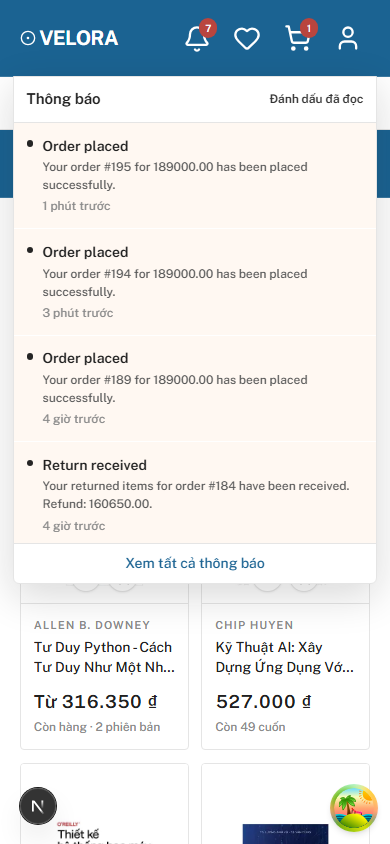 VELORA
7
1
Thông báo
Đánh dấu đã đọc
Order placed
Your order #195 for 189000.00 has been placed
successfully.
1 phút trước
Order placed
Your order #194 for 189000.00 has been placed
successfully.
3 phút trước
Order placed
Your order #189 for 189000.00 has been placed
successfully.
4 giờ trước
Return received
Your returned items for order #184 have been received.
Refund: 160650.00.
4 giờ trước
Xem tất cả thông báo
ALLEN B. DOWNEY
Tư Duy Python - Cách
Tư Duy Như Một Nh...
Từ 316.350 ₫
Còn hàng · 2 phiên bản
CHIP HUYEN
Kỹ Thuật AI: Xây
Dựng Ứng Dụng Vớ...
527.000 ₫
Còn 49 cuốn
N
O'REILLY
Thiết kế